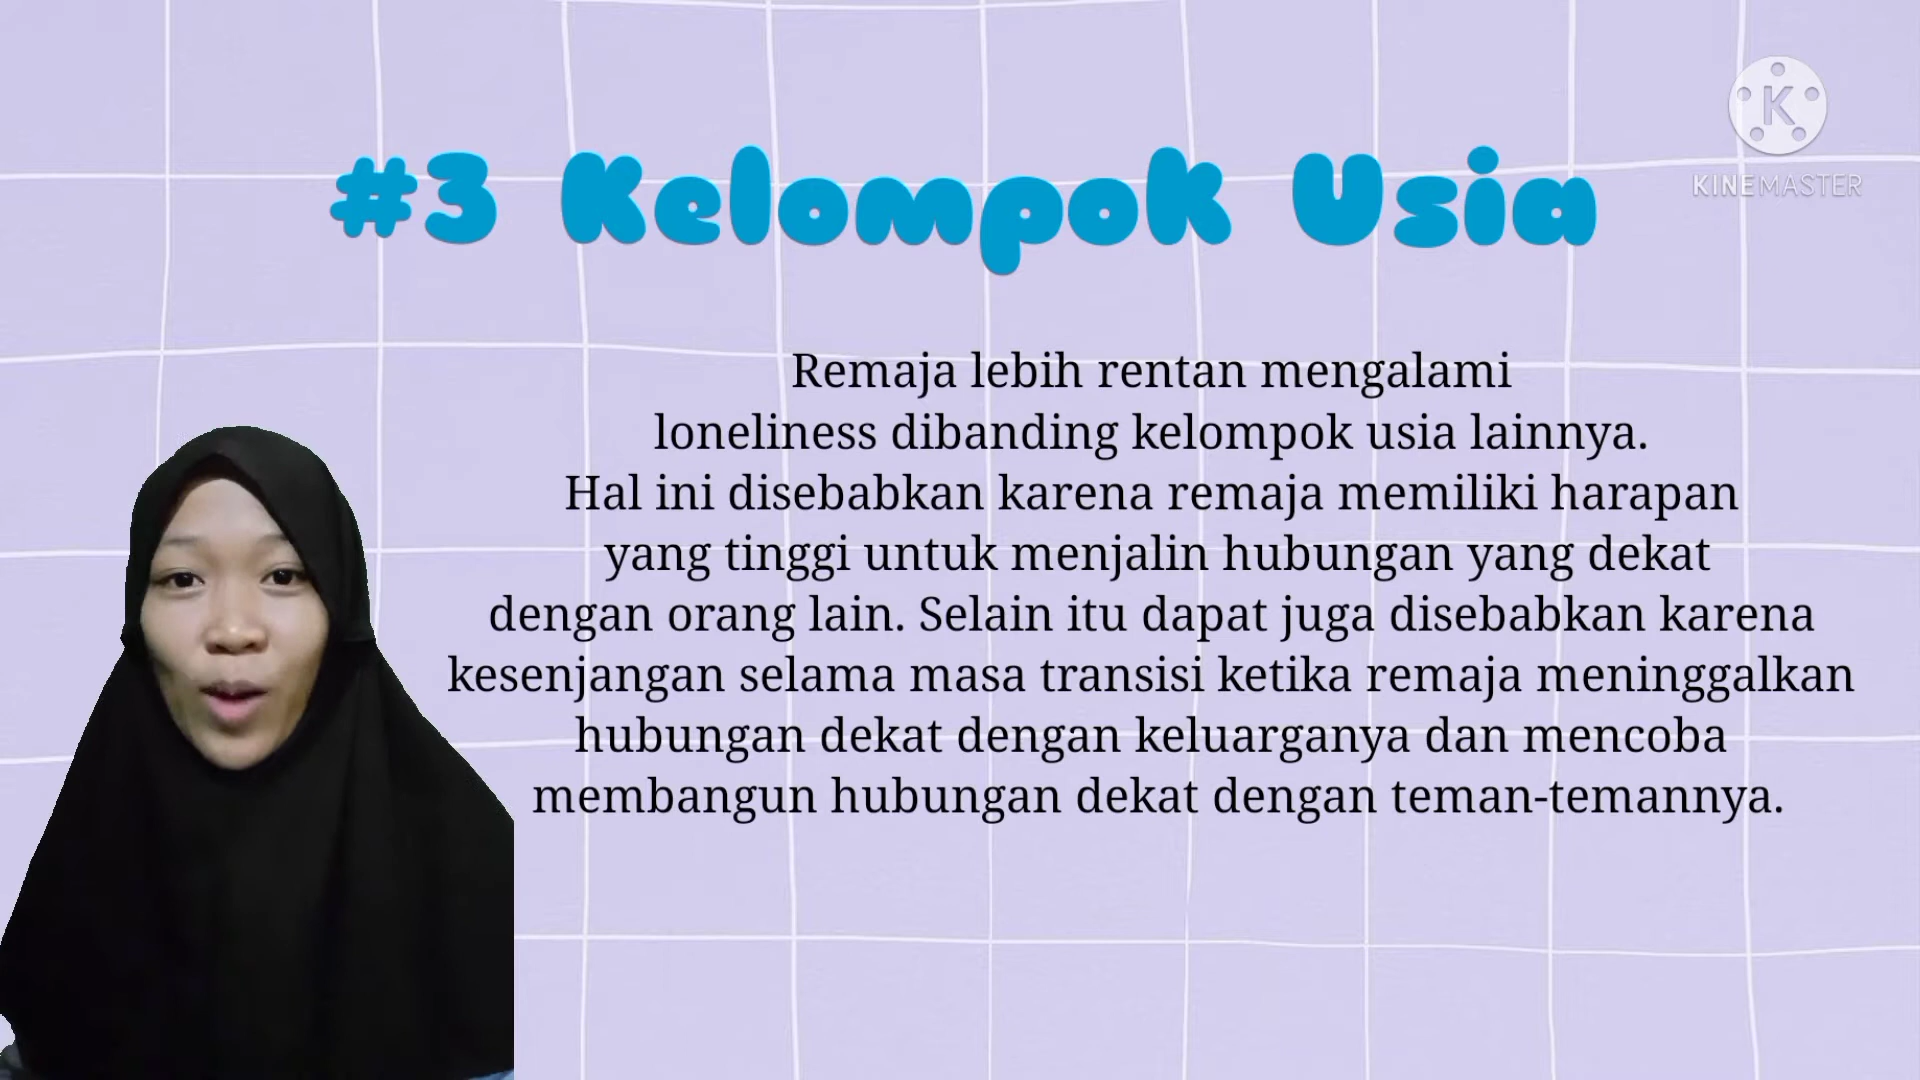 K
KINEMASTER
#3 Kelompok Usia
Remaja lebih rentan mengalami
loneliness dibanding kelompok usia lainnya.
Hal ini disebabkan karena remaja memiliki harapan
yang tinggi untuk menjalin hubungan yang dekat
dengan orang lain. Selain itu dapat juga disebabkan karena
kesenjangan selama masa transisi ketika remaja meninggalkan
hubungan dekat dengan keluarganya dan mencoba
membangun hubungan dekat dengan teman-temannya.